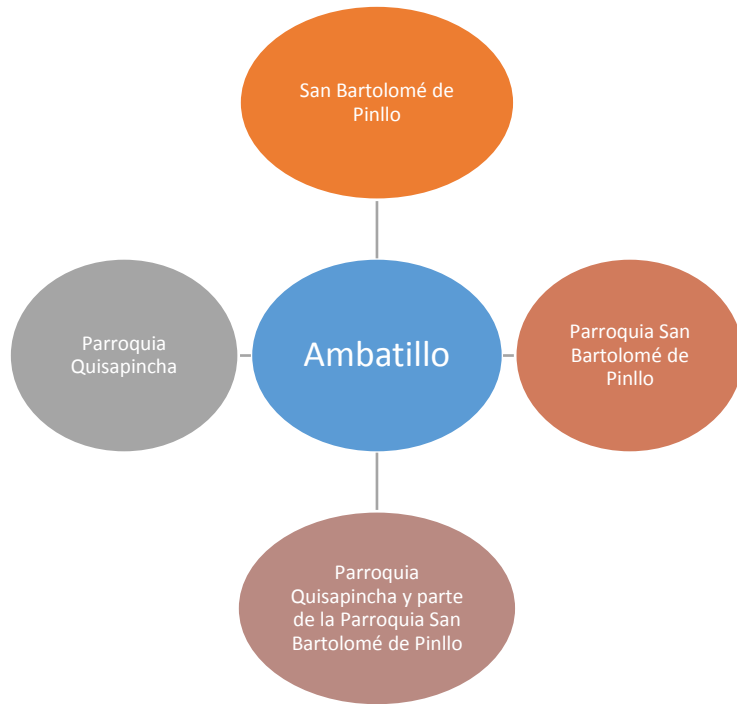 San Bartolomé de
Pinllo
Parroquia
Quisapincha
Ambatillo
Parroquia San
Bartolomé de
Pinllo
Parroquia
Quisapincha y parte
de la Parroquia San
Bartolomé de Pinllo